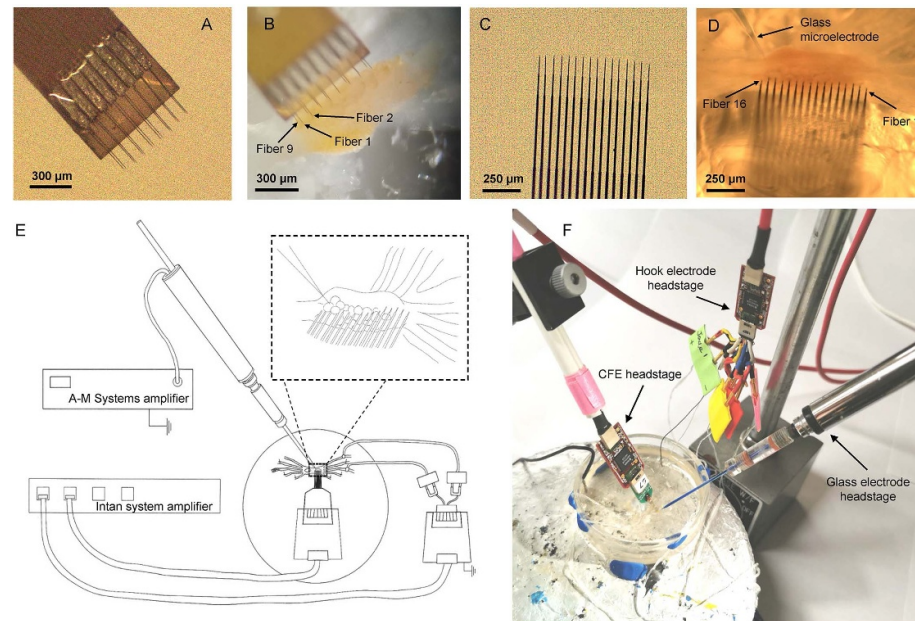 A
300 µm
B
Fiber 2
Fiber 9
Fiber 1
300 µm
C
250 µm
D
Glass
microelectrode
Fiber 16
Fiber 1
250 µm
E
A-M Systems amplifier
Intan system amplifier
F
Hook electrode
headstage
CFE headstage
Glass electrode
headstage